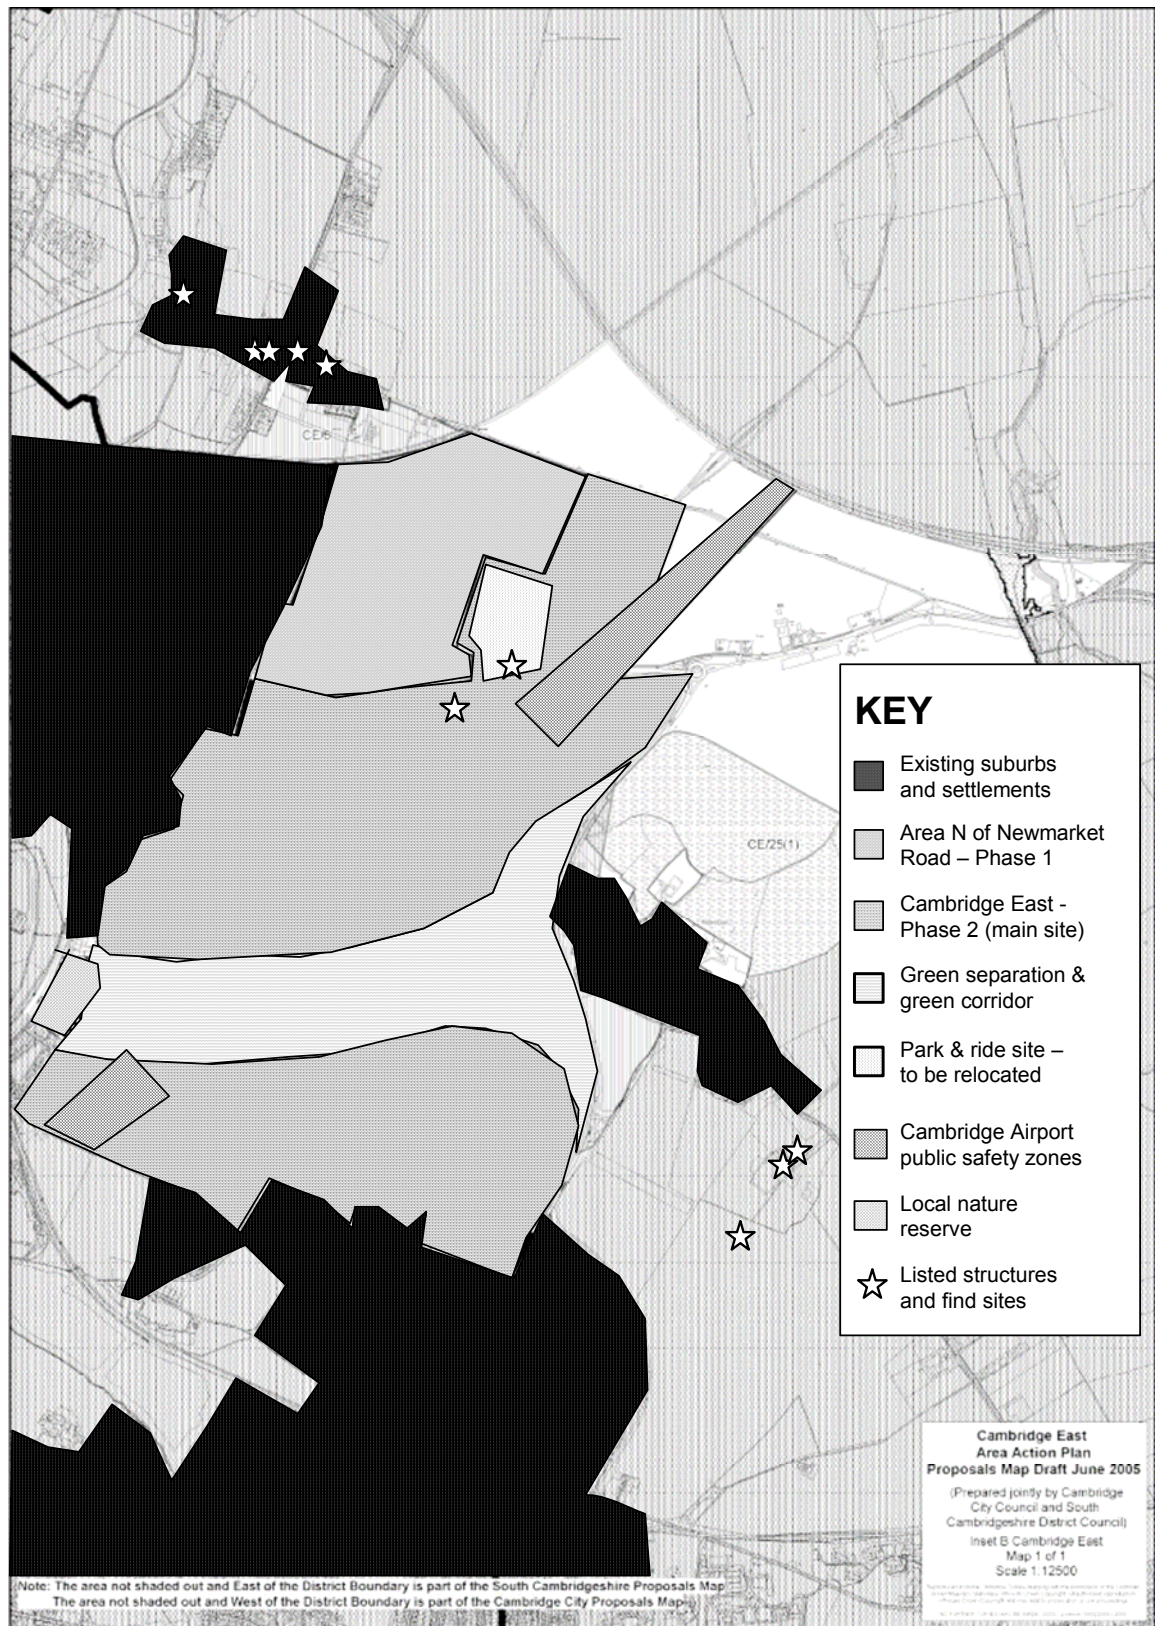 CE/6
CE/25(1)
KEY
Existing suburbs
and settlements
Area N of Newmarket
Road – Phase 1
Cambridge East -
Phase 2 (main site)
Green separation &
green corridor
Park & ride site –
to be relocated
Cambridge Airport
public safety zones
Local nature
reserve
Listed structures
and find sites
Cambridge East
Area Action Plan
Proposals Map Draft June 2005
(Prepared jointly by Cambridge
City Council and South
Cambridgeshire District Council)
Inset B Cambridge East
Map 1 of 1
Scale 1:12500
Note: The area not shaded out and East of the District Boundary is part of the South Cambridgeshire Proposals Map
The area not shaded out and West of the District Boundary is part of the Cambridge City Proposals Map